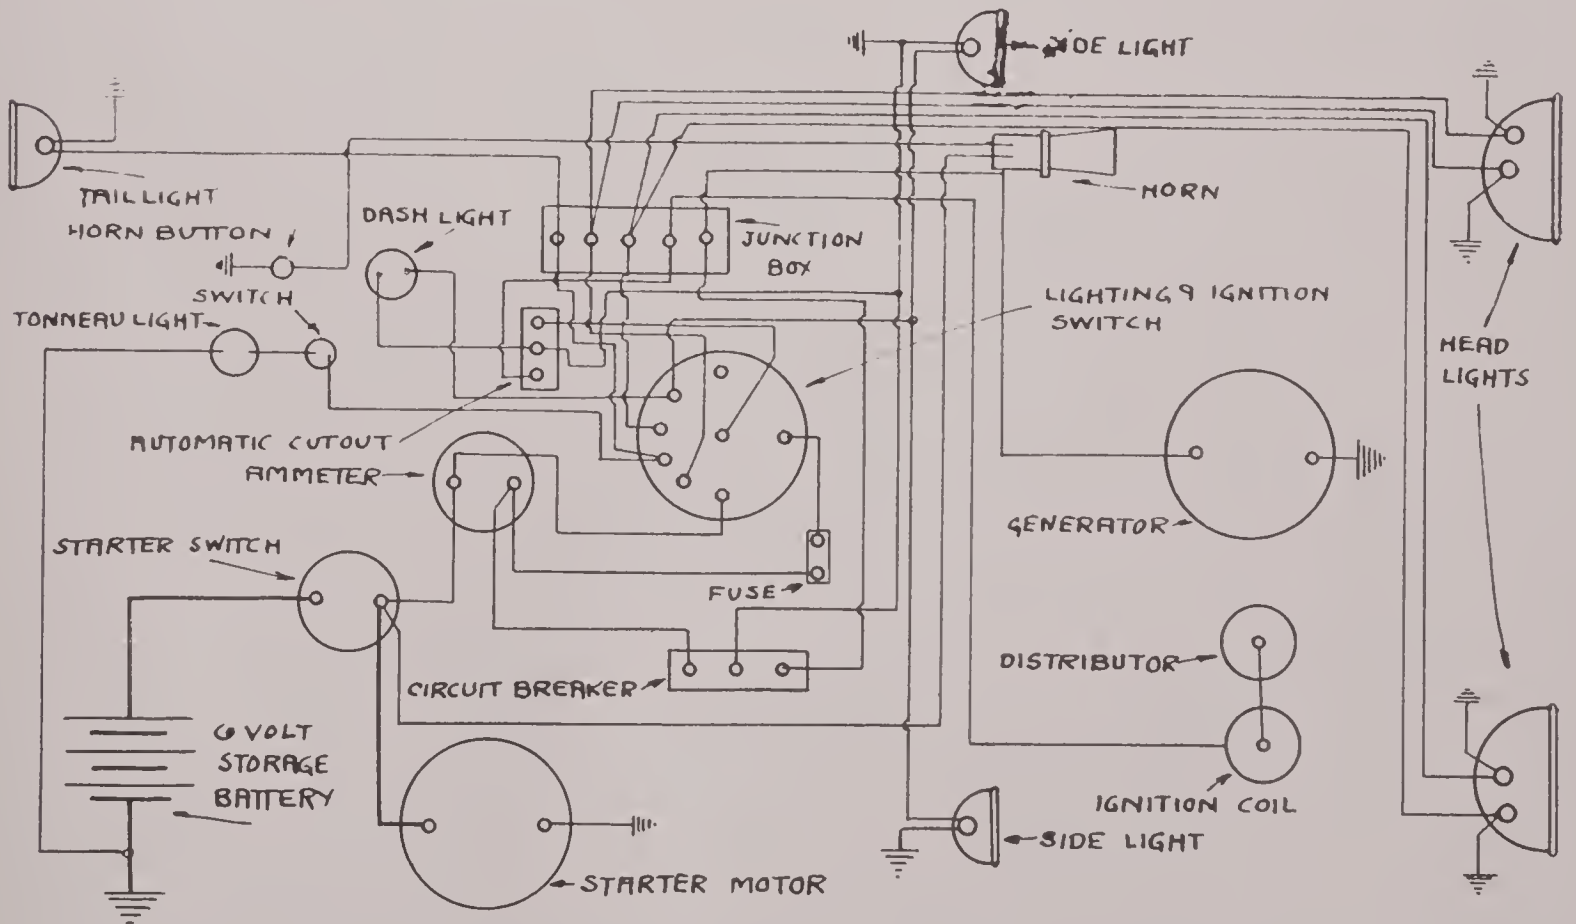 SIDE LIGHT
TAIL LIGHT
HORN BUTTON
DASH LIGHT
JUNCTION
BOX
HORN
SWITCH
TONNEAU LIGHT
LIGHTING & IGNITION
SWITCH
HEAD
LIGHTS
AUTOMATIC CUTOUT
AMMETER
GENERATOR
STARTER SWITCH
FUSE
DISTRIBUTOR
CIRCUIT BREAKER
6 VOLT
STORAGE
BATTERY
IGNITION COIL
SIDE LIGHT
STARTER MOTOR